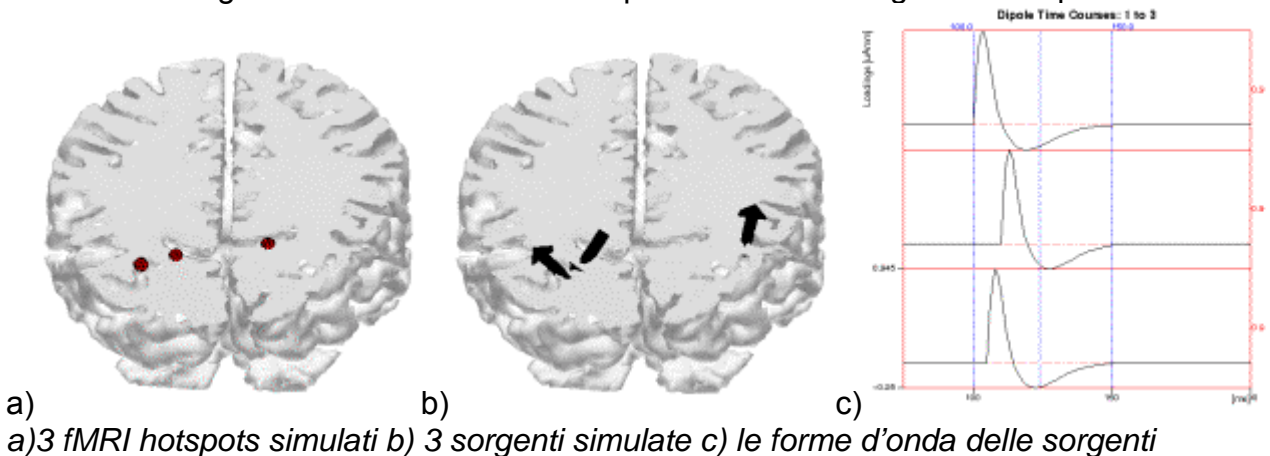 Dipole Time Courses: 1 to 3
100.0 150.0
Loadings [uAmm]
0.945
-0.25
100 150 [ms]
a) b) c)
a)3 fMRI hotspots simulati b) 3 sorgenti simulate c) le forme d’onda delle sorgenti